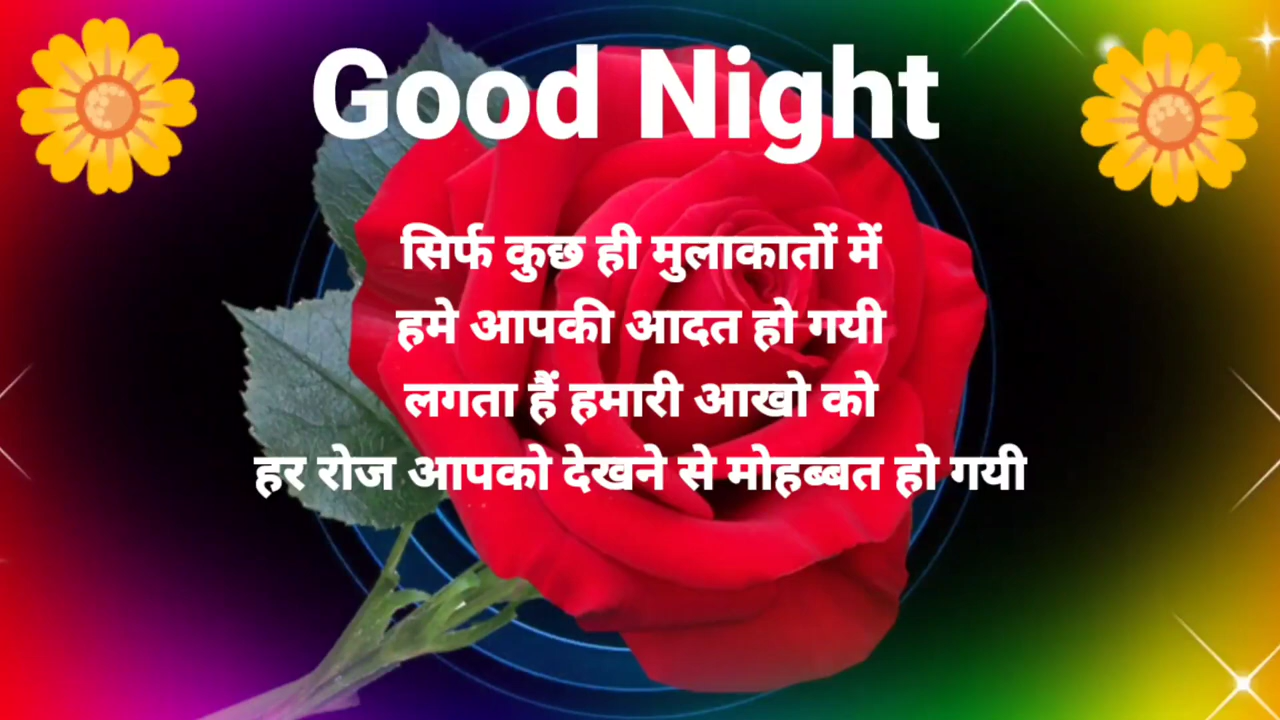 Good Night
सिर्फ कुछ ही मुलाकातों में
हमे आपकी आदत हो गयी
लगता हैं हमारी आखो को
हर रोज आपको देखने से मोहब्बत हो गयी